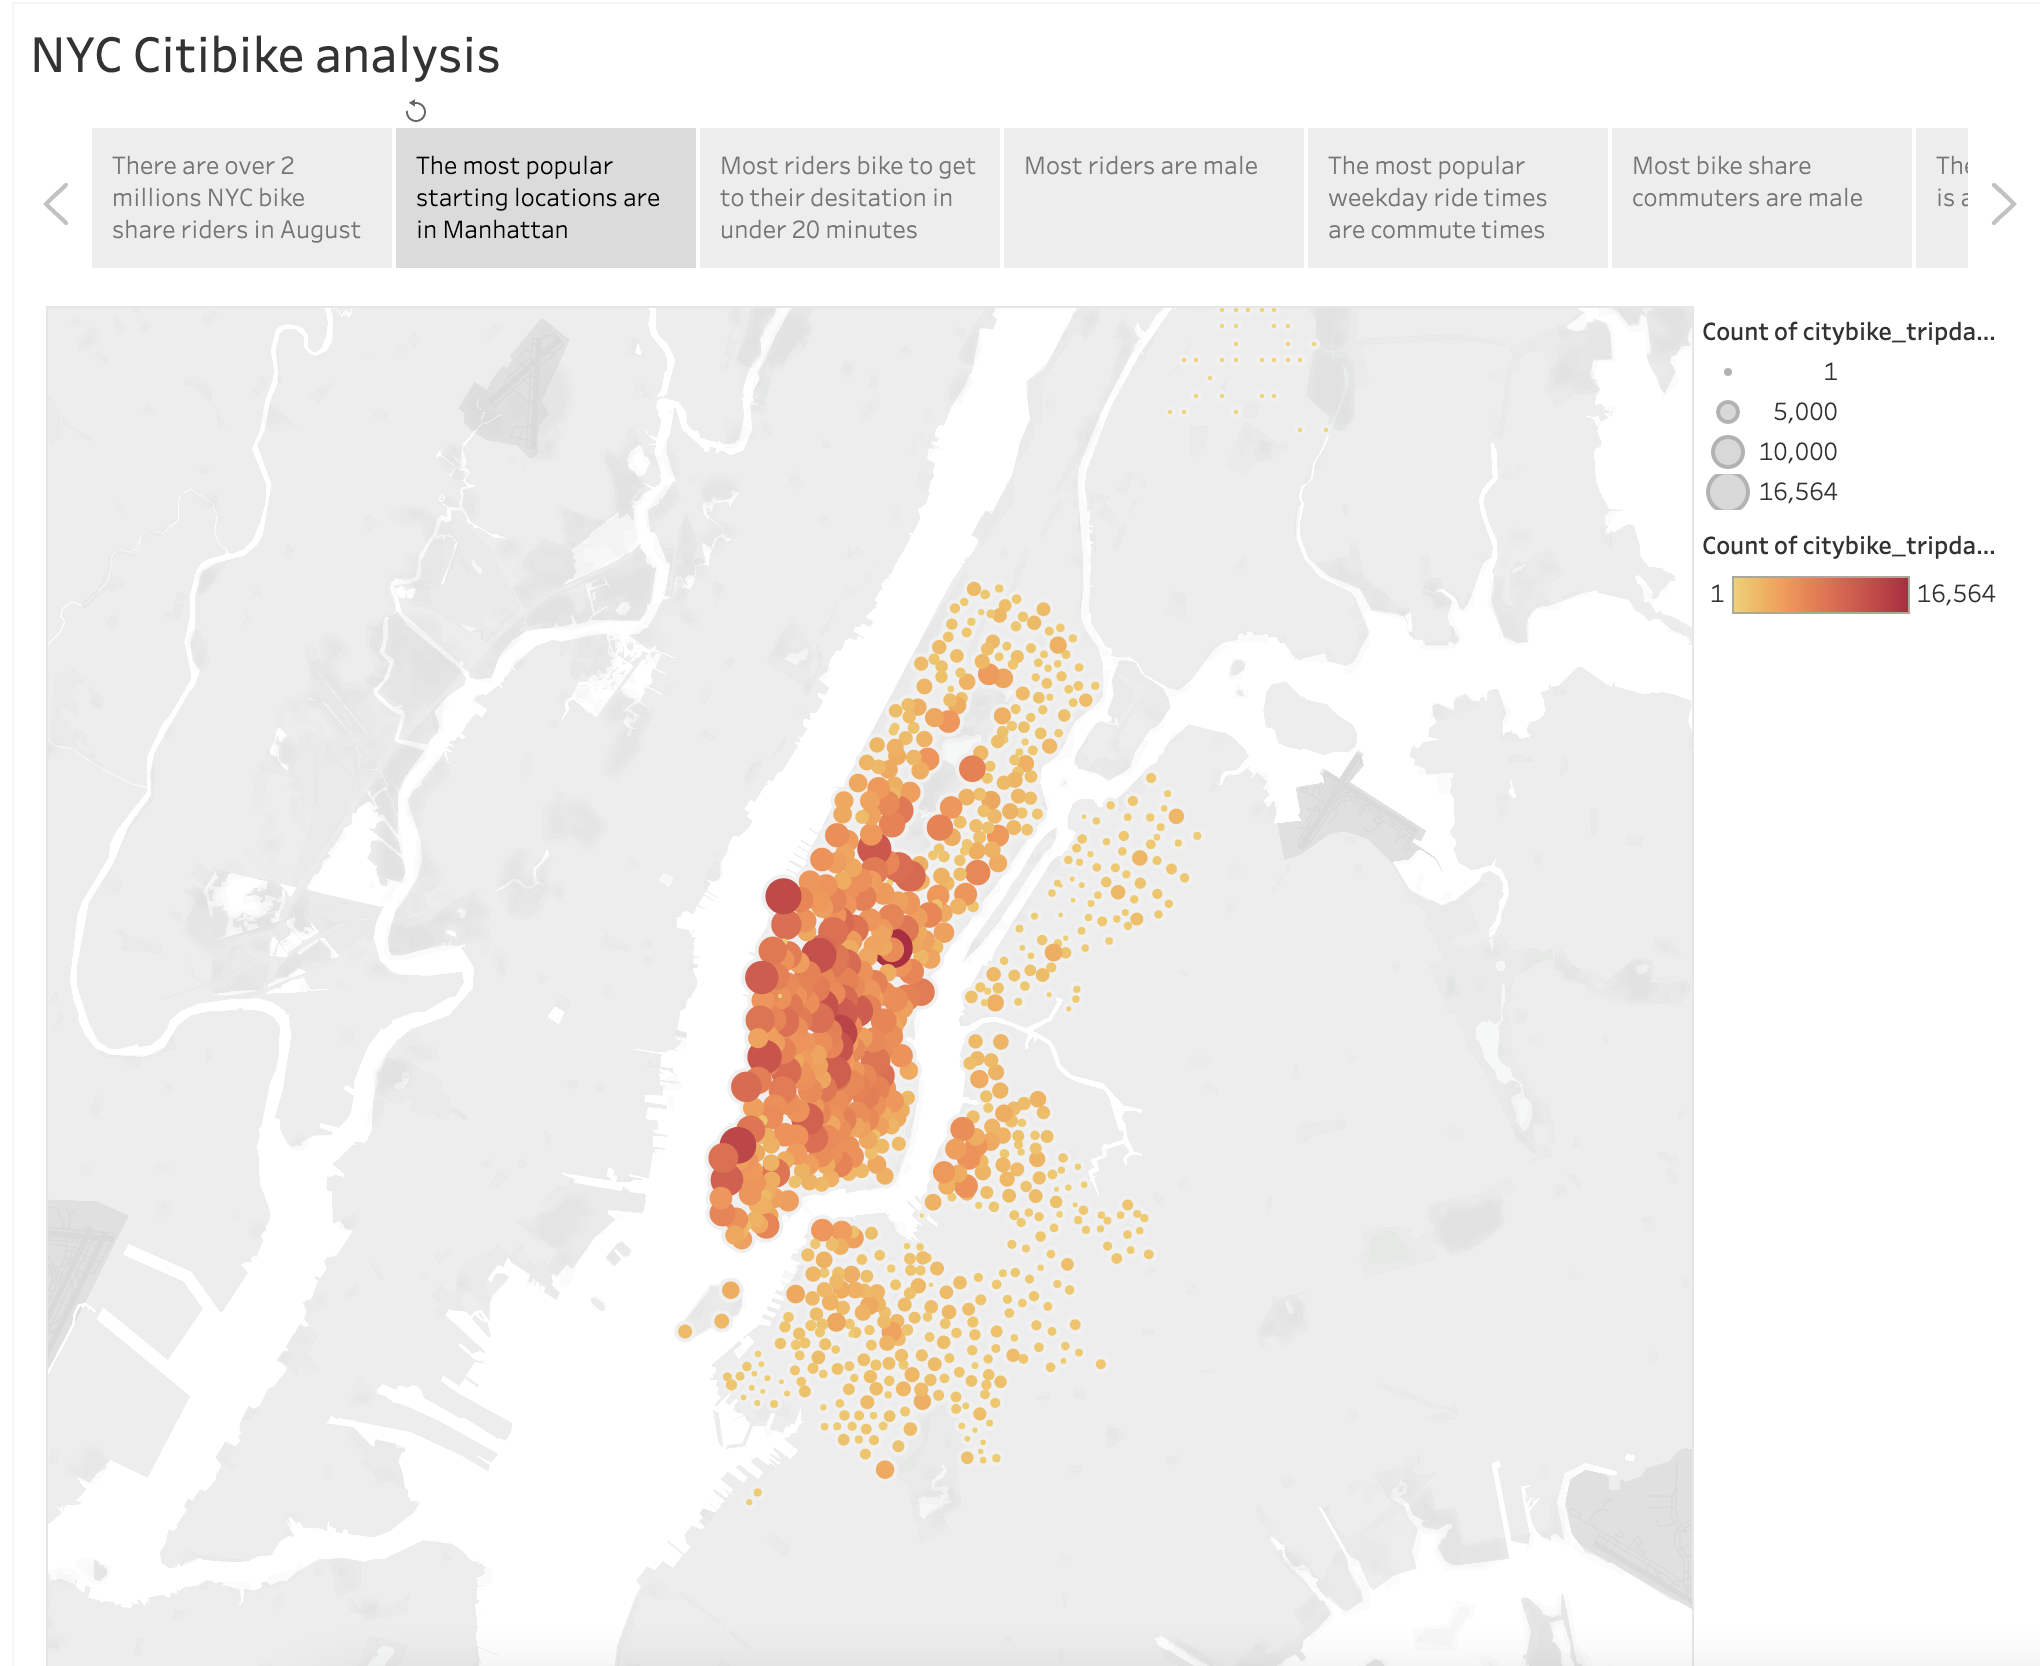 NYC Citibike analysis
There are over 2
millions NYC bike
share riders in August
The most popular
starting locations are
in Manhattan
Most riders bike to get
to their desitation in
under 20 minutes
Most riders are male
The most popular
weekday ride times
are commute times
Most bike share
commuters are male
The
is a
Count of citybike_tripda...
1
5,000
10,000
16,564
Count of citybike_tripda...
1 16,564